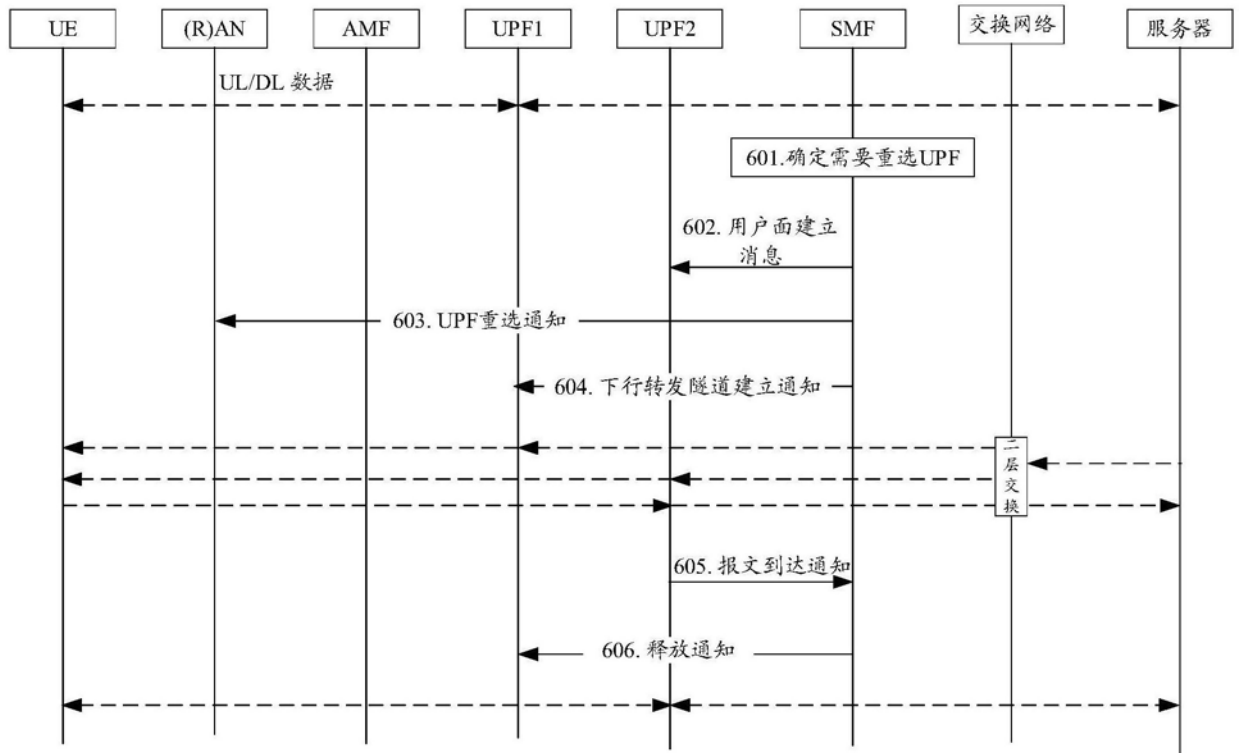 UE (R)AN AMF UPF1 UPF2 SMF 交换网络 服务器
UL/DL 数据
601.确定需要重选UPF
602. 用户面建立
消息
603. UPF重选通知
604. 下行转发隧道建立通知
二
层
交
换
605. 报文到达通知
606. 释放通知